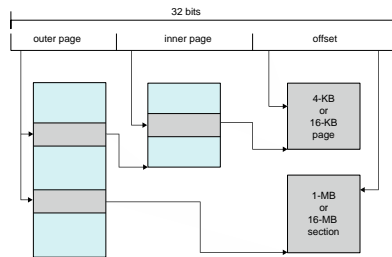 32 bits
outer page
inner page
offset
4-KB
or
16-KB
page
1-MB
or
16-MB
section